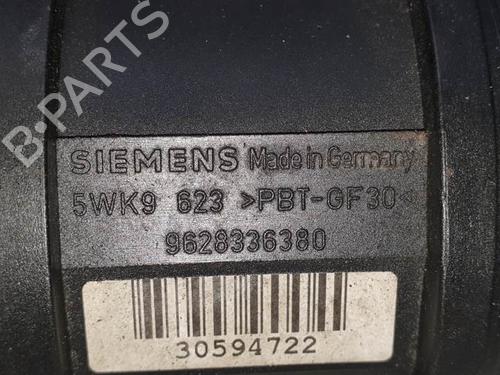 B-PARTS
SIEMENS Made in Germany
5WK9 623 >PBT-GF30<
9628336380
30594722